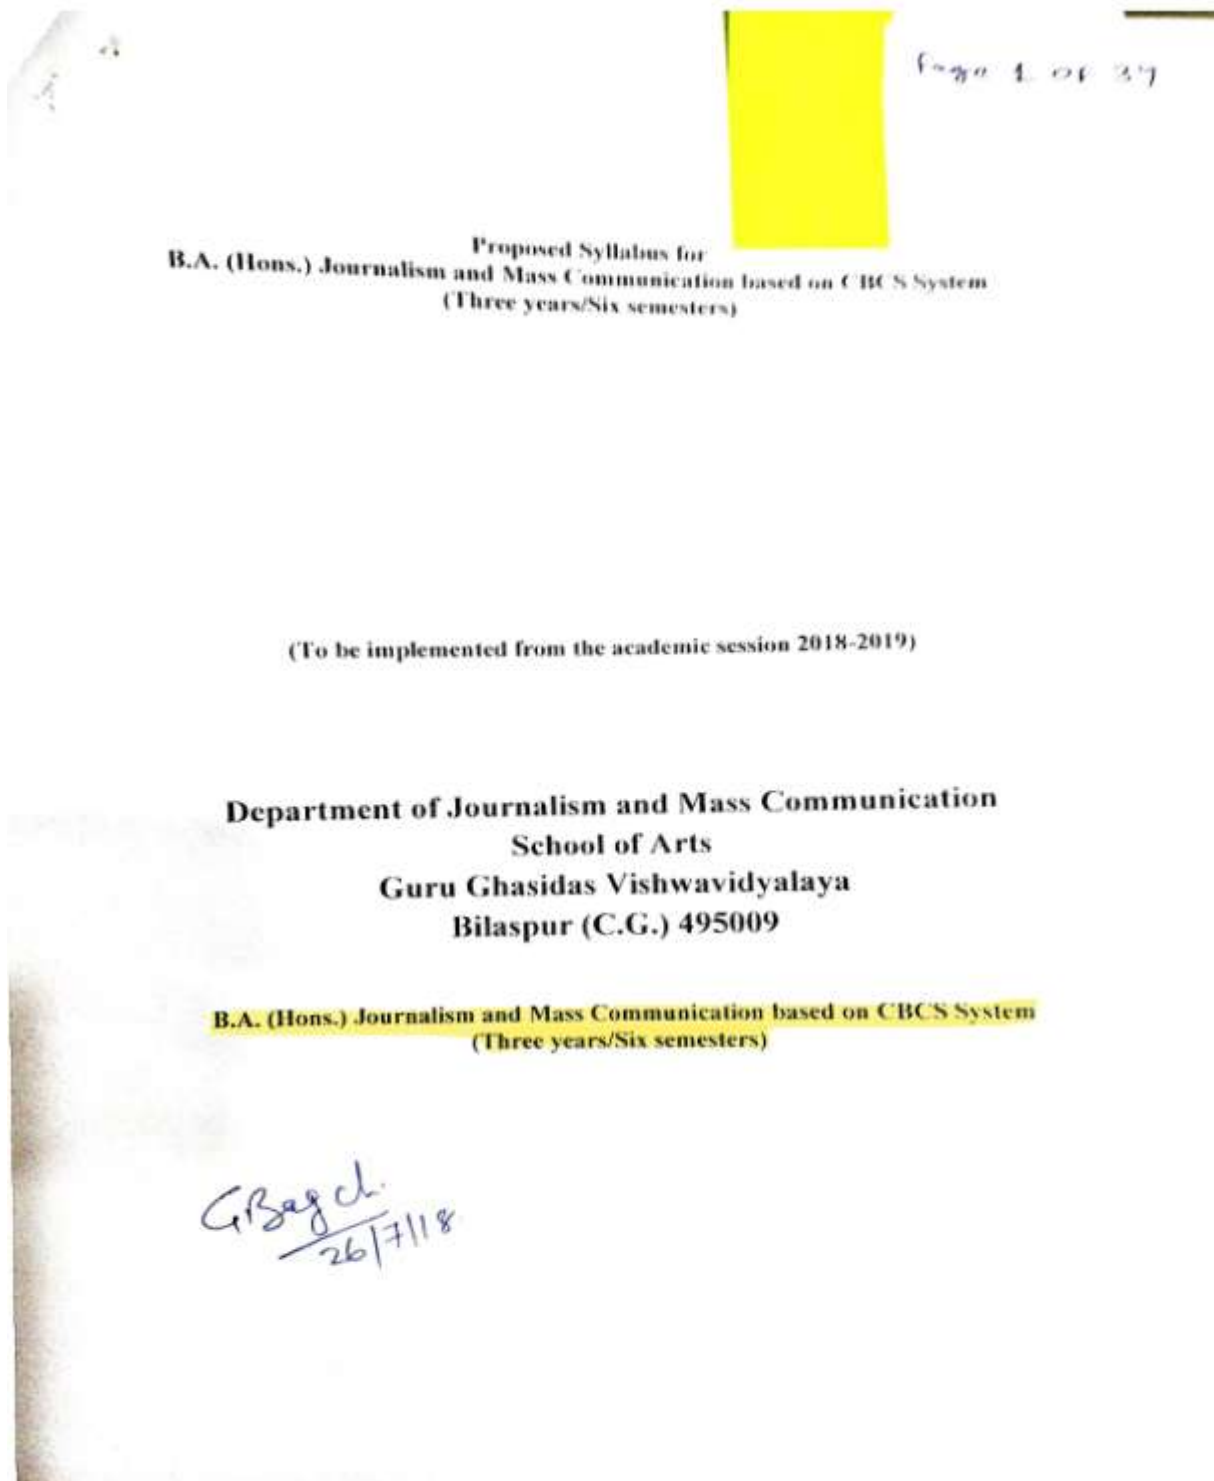 Page 1 of 37
Proposed Syllabus for
B.A. (Hons.) Journalism and Mass Communication based on CBCS System
(Three years/Six semesters)
(To be implemented from the academic session 2018-2019)
Department of Journalism and Mass Communication
School of Arts
Guru Ghasidas Vishwavidyalaya
Bilaspur (C.G.) 495009
B.A. (Hons.) Journalism and Mass Communication based on CBCS System
(Three years/Six semesters)
GBagchi
26/7/18